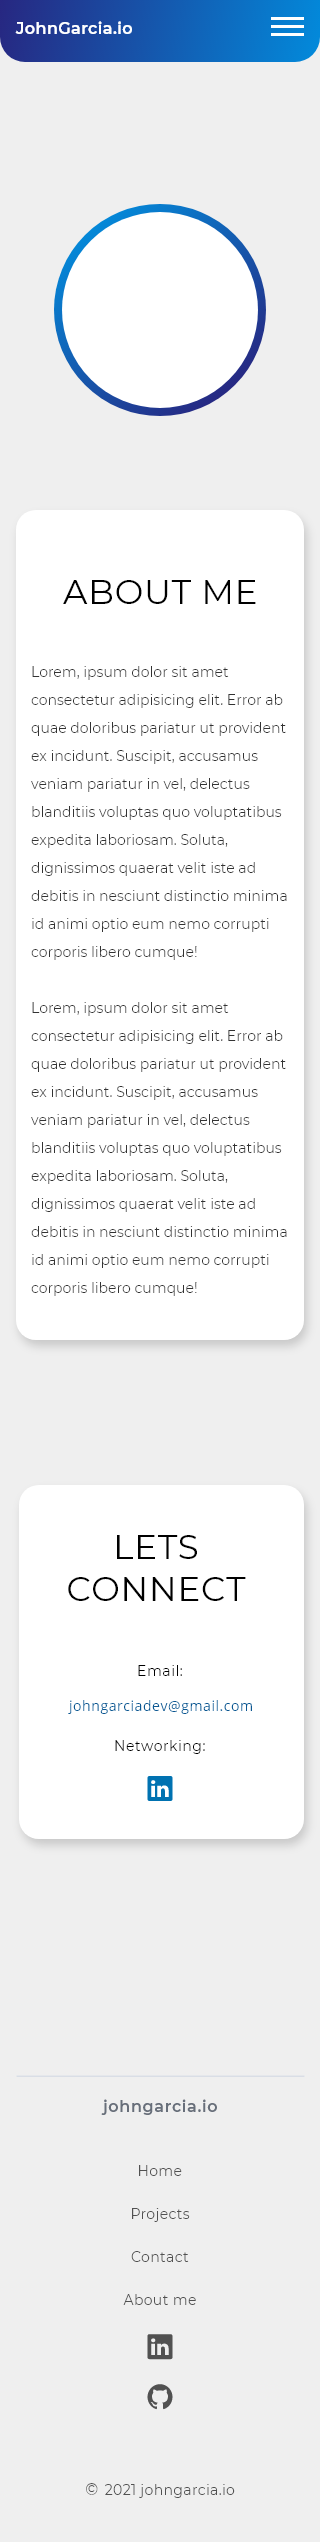 JohnGarcia.io
ABOUT ME
Lorem, ipsum dolor sit amet
consectetur adipisicing elit. Error ab
quae doloribus pariatur ut provident
ex incidunt. Suscipit, accusamus
veniam pariatur in vel, delectus
blanditiis voluptas quo voluptatibus
expedita laboriosam. Soluta,
dignissimos quaerat velit iste ad
debitis in nesciunt distinctio minima
id animi optio eum nemo corrupti
corporis libero cumque!
Lorem, ipsum dolor sit amet
consectetur adipisicing elit. Error ab
quae doloribus pariatur ut provident
ex incidunt. Suscipit, accusamus
veniam pariatur in vel, delectus
blanditiis voluptas quo voluptatibus
expedita laboriosam. Soluta,
dignissimos quaerat velit iste ad
debitis in nesciunt distinctio minima
id animi optio eum nemo corrupti
corporis libero cumque!
LETS
CONNECT
Email:
johngarciadev@gmail.com
Networking:
in
johngarcia.io
Home
Projects
Contact
About me
in
© 2021 johngarcia.io